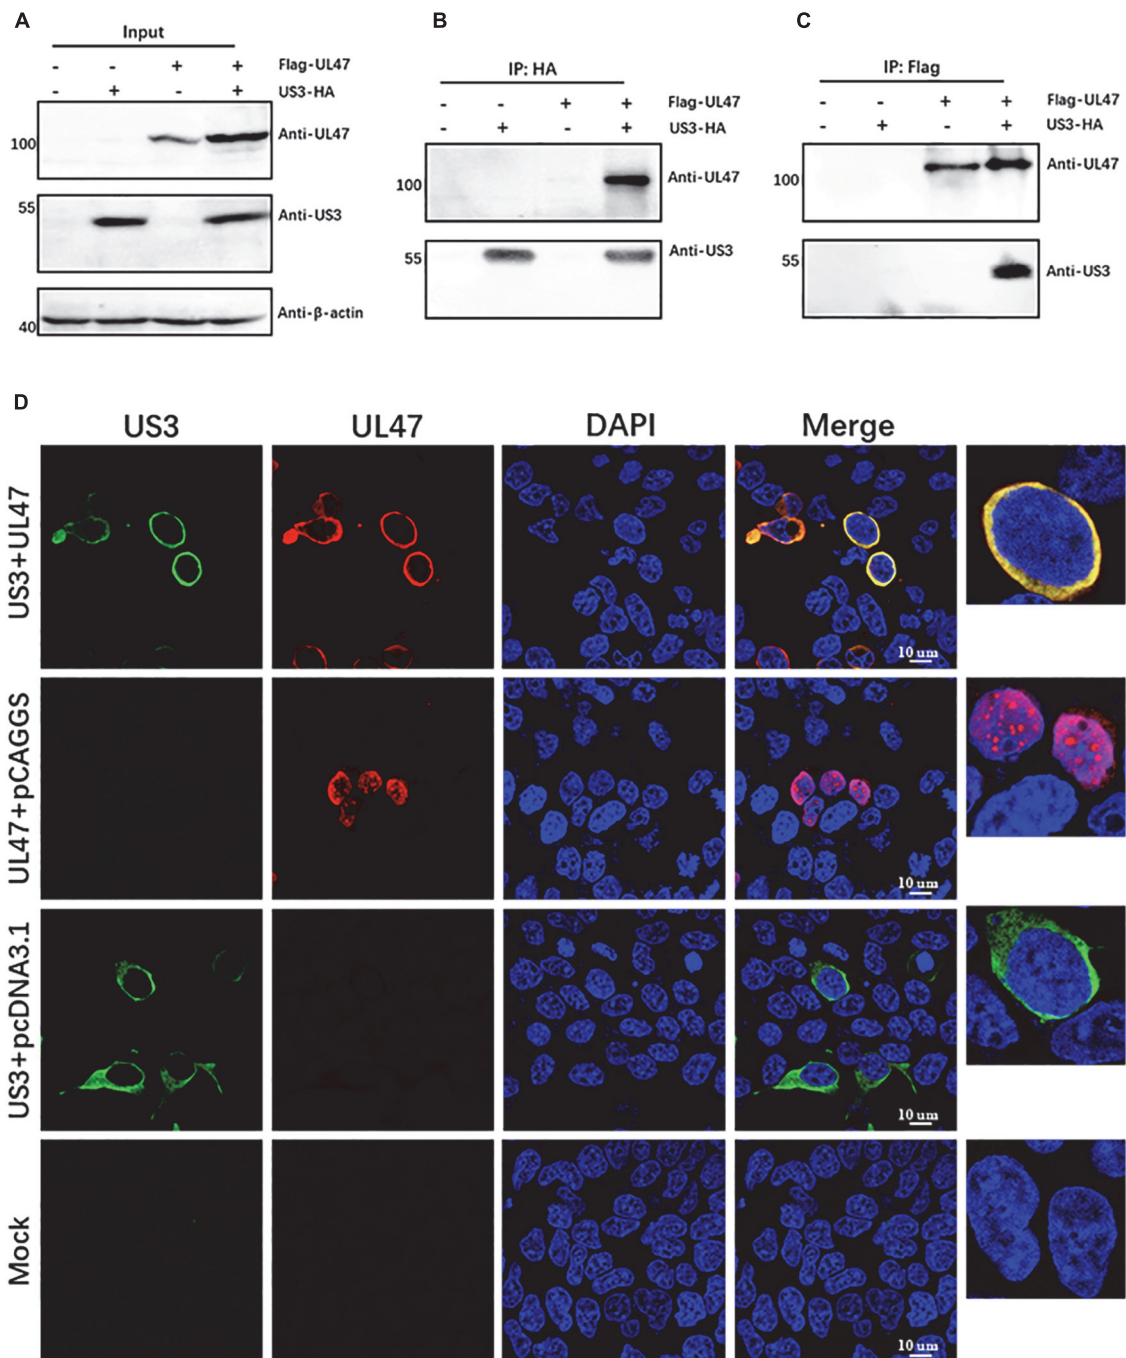 A
Input
- - + + Flag-UL47
- + - + US3-HA
100
Anti-UL47
55
Anti-US3
40
Anti-β-actin
B
IP: HA
- - + + Flag-UL47
- + - + US3-HA
100
Anti-UL47
55
Anti-US3
C
IP: Flag
- - + + Flag-UL47
- + - + US3-HA
100
Anti-UL47
55
Anti-US3
D
US3 UL47 DAPI Merge
US3+UL47
10 um
UL47+pCAGGS
10 um
US3+pcDNA3.1
10 um
Mock
10 um